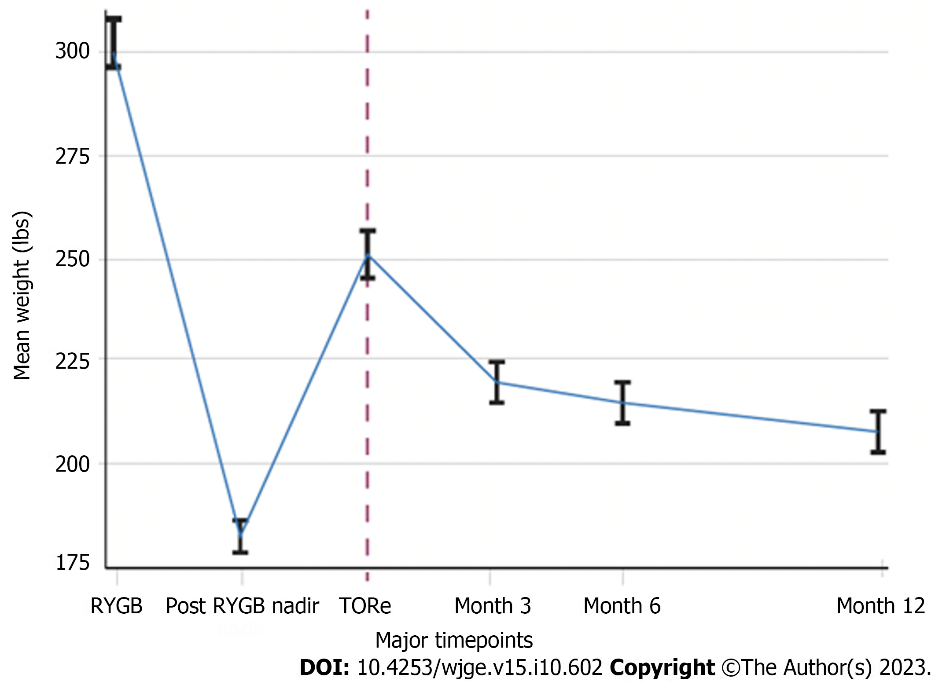 300
275
250
225
200
175
Mean weight (lbs)
RYGB Post RYGB nadir TORe Month 3 Month 6 Month 12
Major timepoints
DOI: 10.4253/wjge.v15.i10.602 Copyright ©The Author(s) 2023.